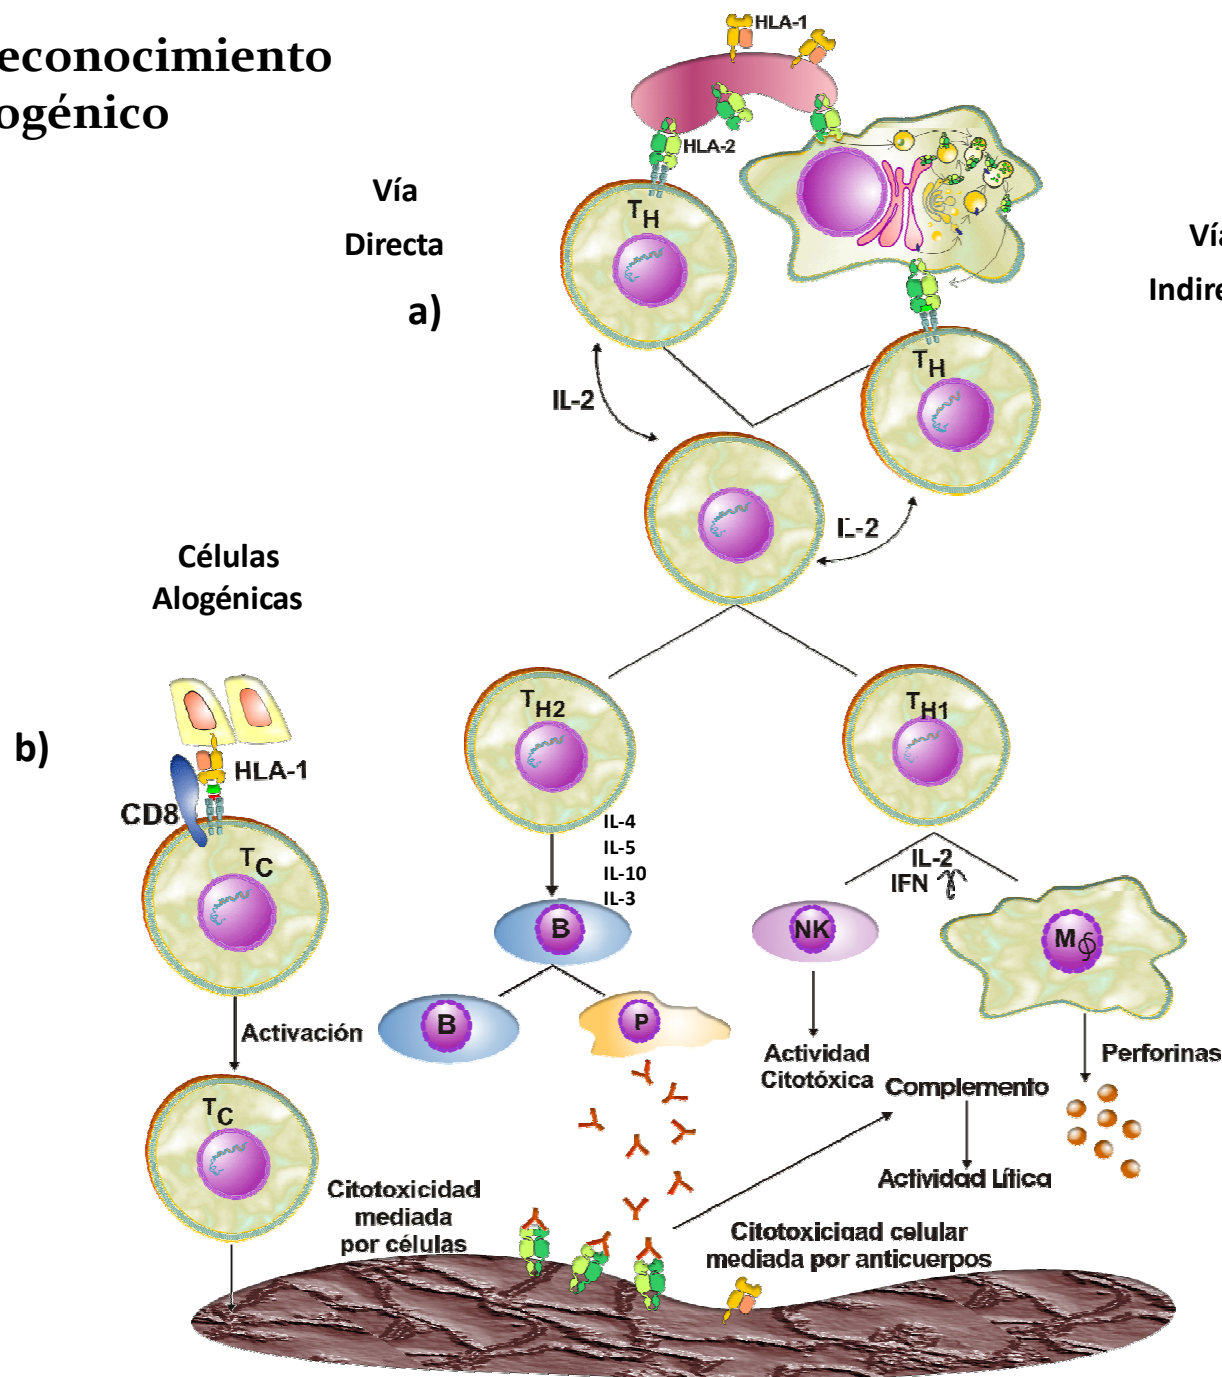 econocimiento
ogénico
HLA-1
HLA-2
Vía
Directa
a)
TH
Vía
Indire
TH
IL-2
IL-2
Células
Alogénicas
b)
HLA-1
CD8
TC
TH2
TH1
IL-4
IL-5
IL-10
IL-3
IL-2
IFN γ
B
NK
M∮
Activación
B
P
Actividad
Citotóxica
Perforinas
Complemento
TC
Actividad Lítica
Citotoxicidad
mediada
por células
Citotoxicidad celular
mediada por anticuerpos